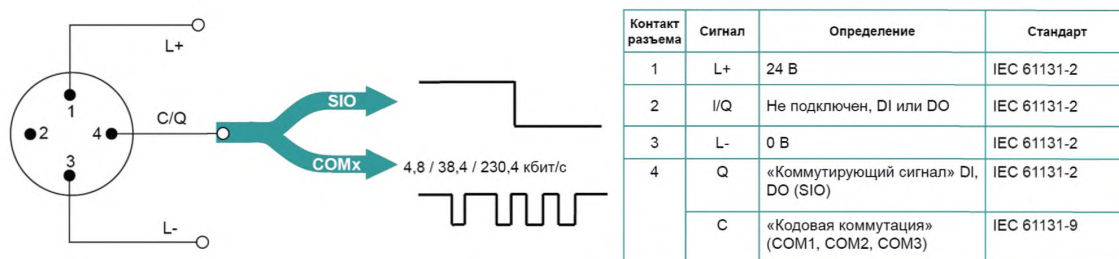 L+
1
2
4
3
C/Q
L-
SIO
COMx
4,8 / 38,4 / 230,4 кбит/с
Контакт разъема Сигнал Определение Стандарт
1 L+ 24 В IEC 61131-2
2 I/Q Не подключен, DI или DO IEC 61131-2
3 L- 0 В IEC 61131-2
4 Q «Коммутирующий сигнал» DI, IEC 61131-2
DO (SIO)
C «Кодовая коммутация» IEC 61131-9
(COM1, COM2, COM3)